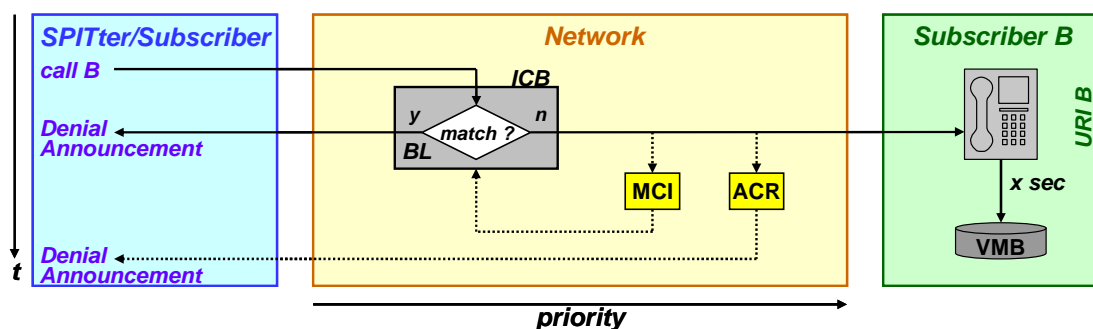 SPITter/Subscriber
Network
Subscriber B
call B
ICB
y
n
match ?
BL
Denial
Announcement
URI B
MCI
ACR
x sec
VMB
Denial
Announcement
t
priority